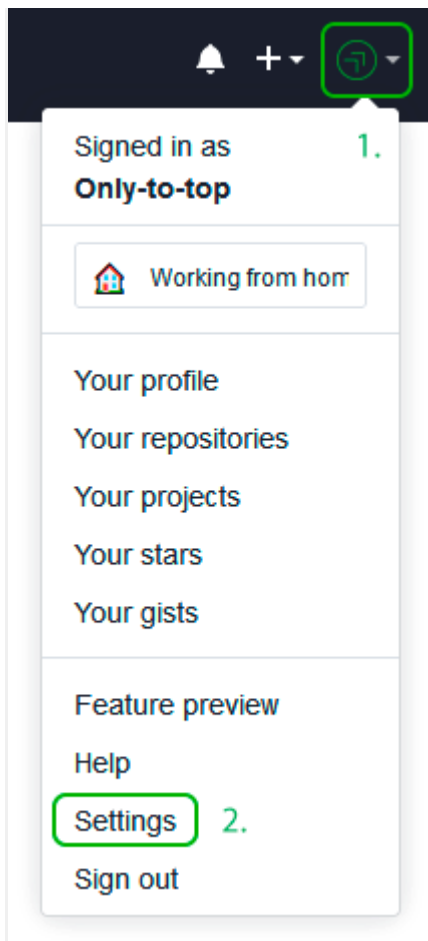 1.
Signed in as
Only-to-top
Working from hom
Your profile
Your repositories
Your projects
Your stars
Your gists
Feature preview
Help
Settings 2.
Sign out